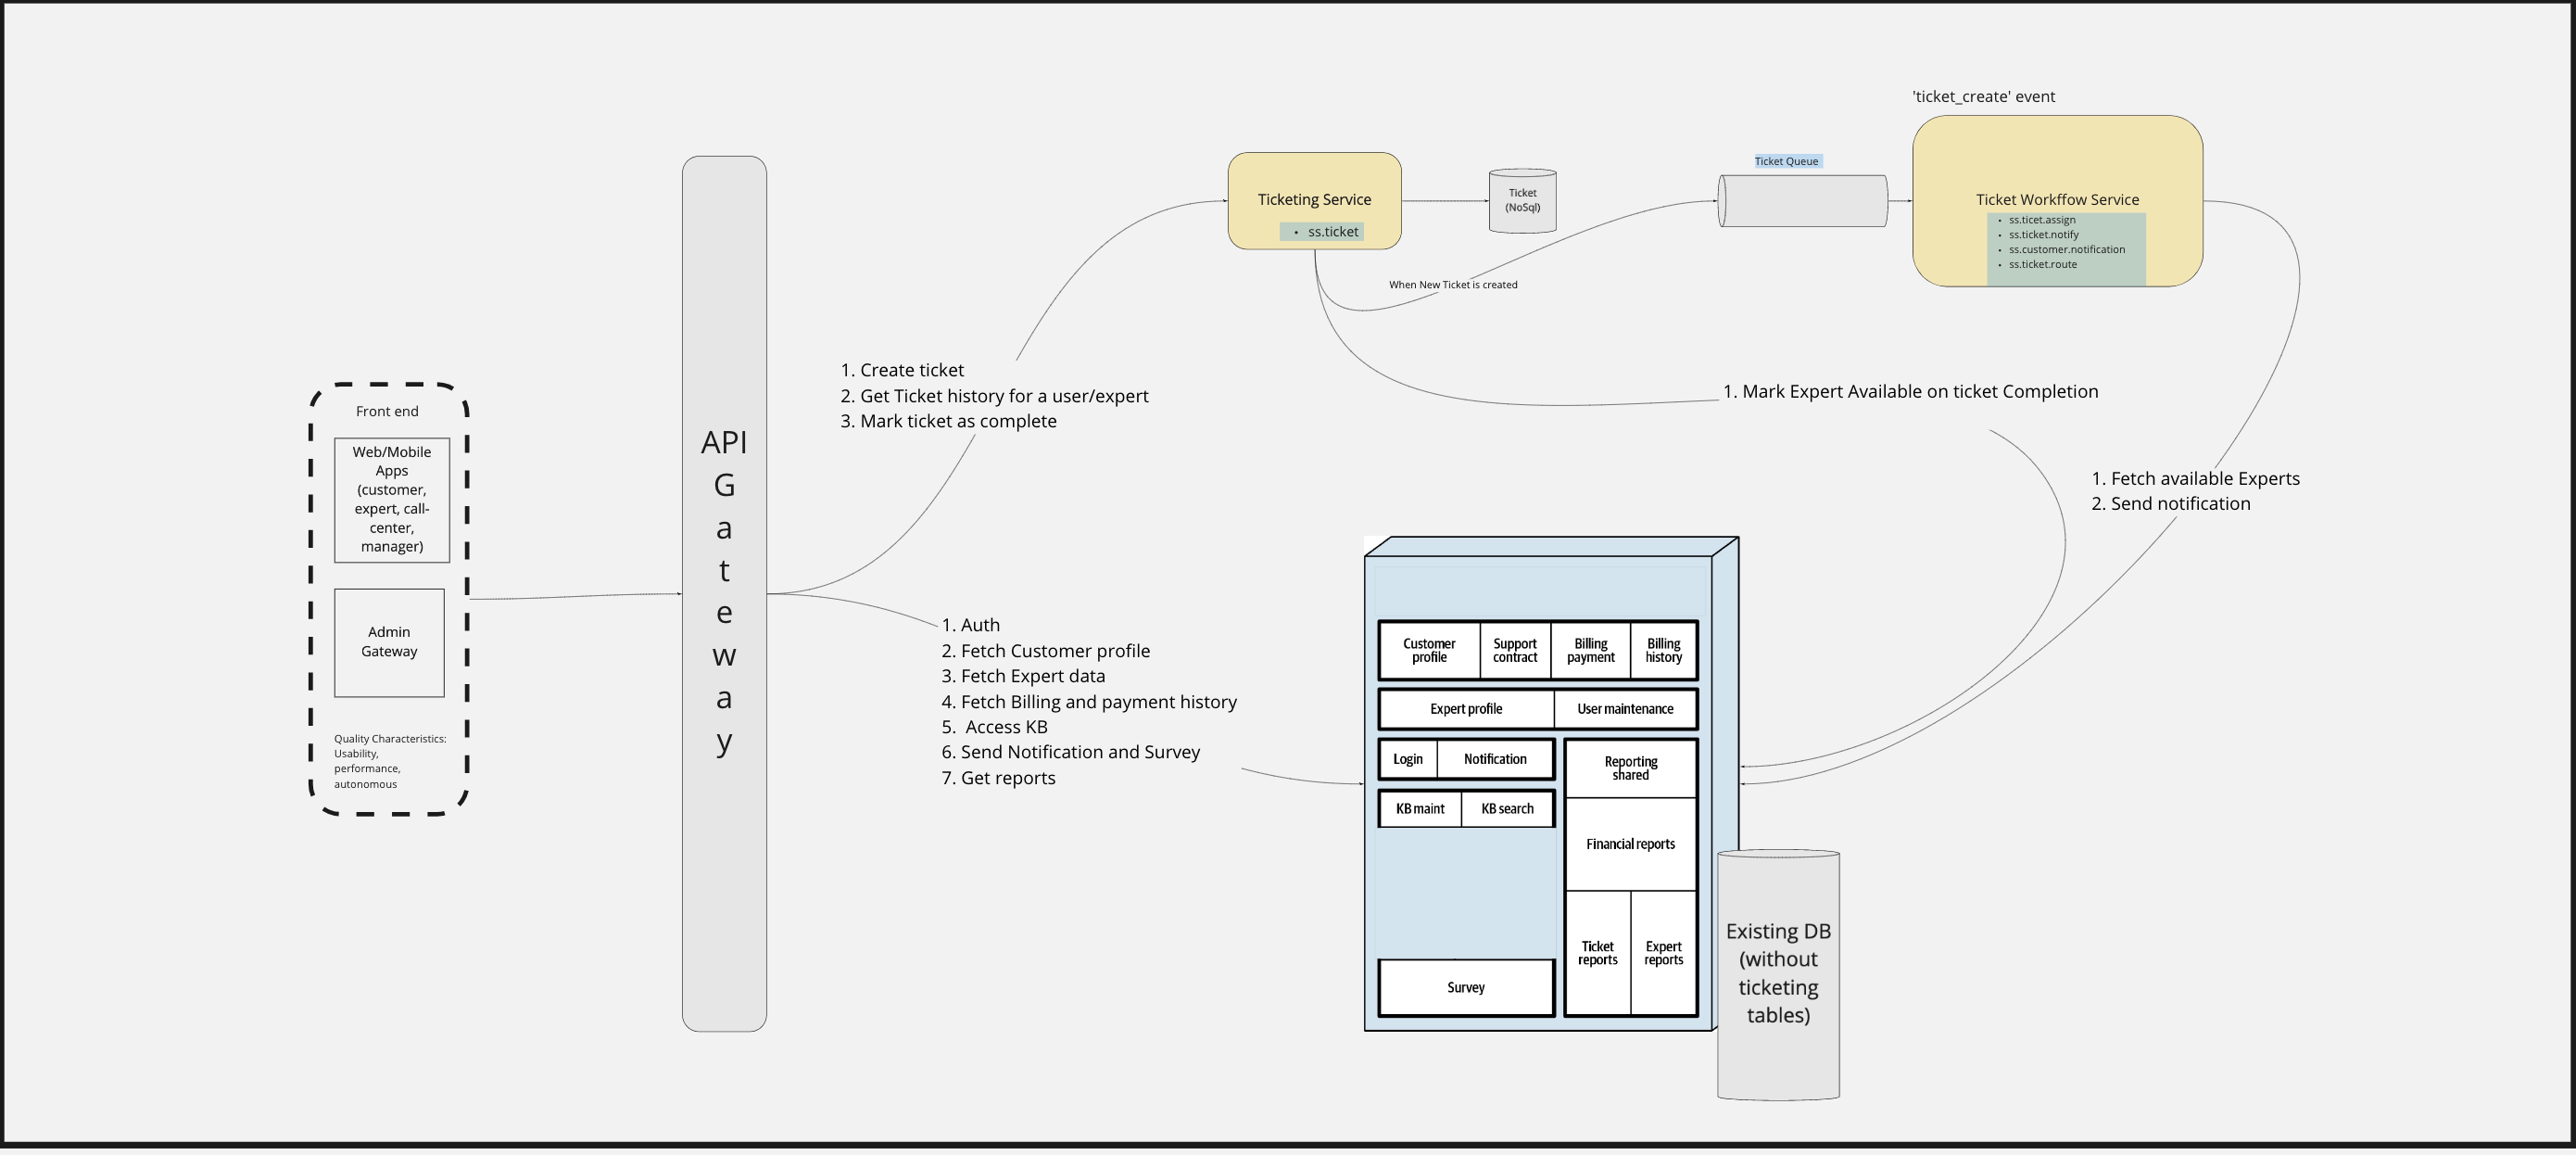 'ticket_create' event
Ticket Queue
Ticketing Service
• ss.ticket
Ticket
(NoSql)
Ticket Workffow Service
• ss.ticet.assign
• ss.ticket.notify
• ss.customer.notification
• ss.ticket.route
When New Ticket is created
1. Create ticket
2. Get Ticket history for a user/expert
3. Mark ticket as complete
1. Mark Expert Available on ticket Completion
1. Fetch available Experts
2. Send notification
Front end
Web/Mobile
Apps
(customer,
expert, call-
center,
manager)
Admin
Gateway
Quality Characteristics:
Usability,
performance,
autonomous
API
G
a
t
e
w
a
y
1. Auth
2. Fetch Customer profile
3. Fetch Expert data
4. Fetch Billing and payment history
5. Access KB
6. Send Notification and Survey
7. Get reports
Customer
profile
Support
contract
Billing
payment
Billing
history
Expert profile
User maintenance
Login
Notification
Reporting
shared
KB maint
KB search
Financial reports
Ticket
reports
Expert
reports
Survey
Existing DB
(without
ticketing
tables)